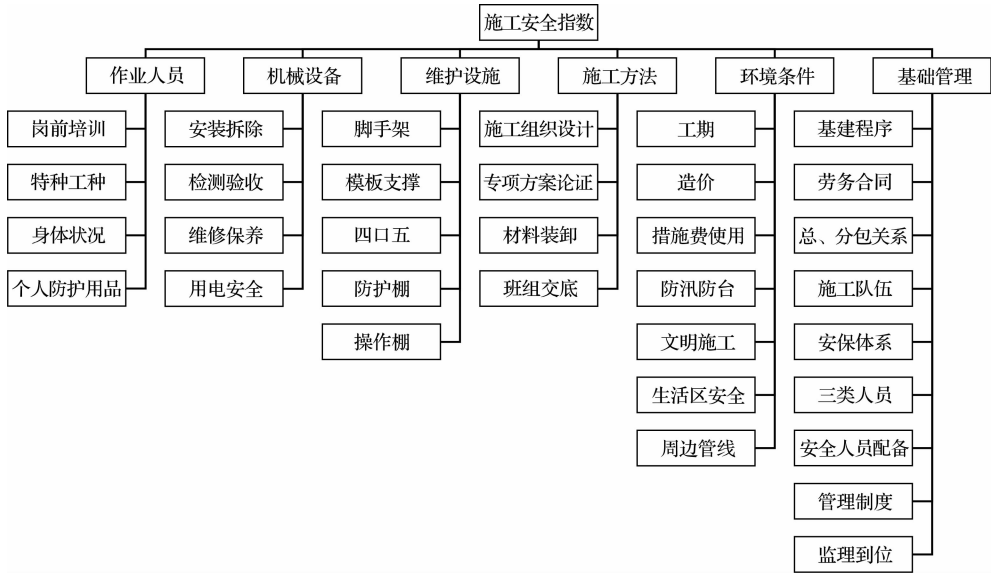 施工安全指数
作业人员
机械设备
维护设施
施工方法
环境条件
基础管理
岗前培训
安装拆除
脚手架
施工组织设计
工期
基建程序
特种工种
检测验收
模板支撑
专项方案论证
造价
劳务合同
身体状况
维修保养
四口五
材料装卸
措施费使用
总、分包关系
个人防护用品
用电安全
防护棚
班组交底
防汛防台
施工队伍
操作棚
文明施工
安保体系
生活区安全
三类人员
周边管线
安全人员配备
管理制度
监理到位